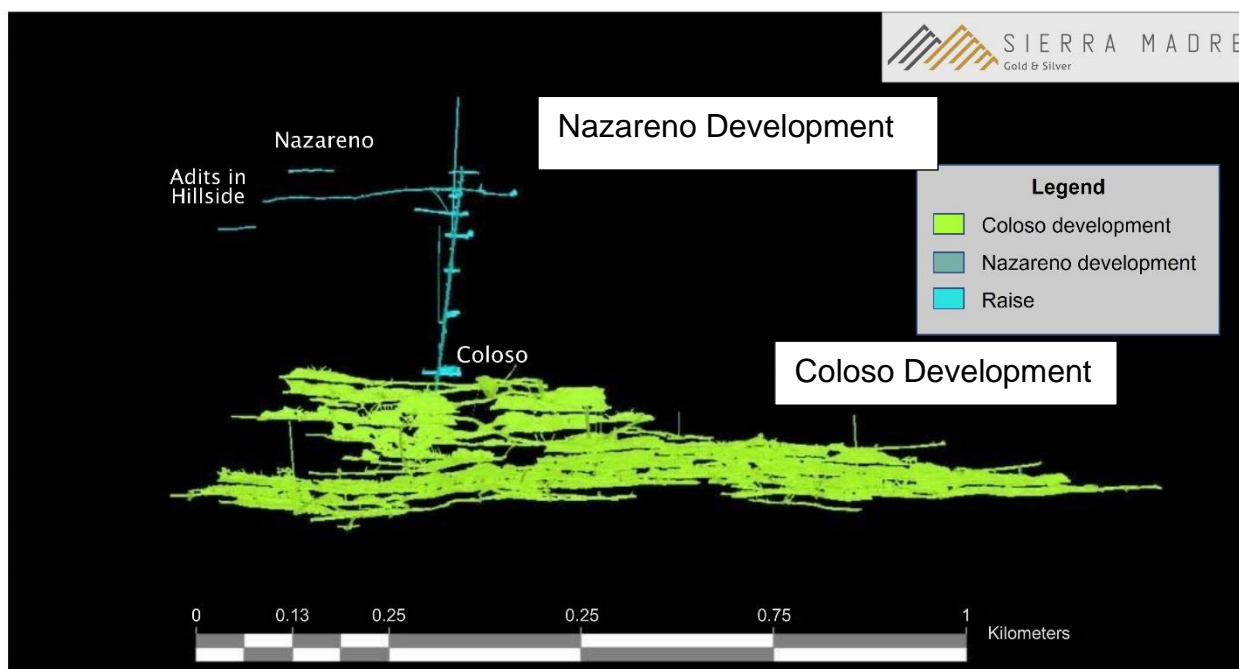 SIERRA MADRE
Gold & Silver
Nazareno Development
Nazareno
Adits in
Hillside
Legend
Coloso development
Nazareno development
Raise
Coloso
Coloso Development
0 0.13 0.25 0.25 0.75 1
Kilometers